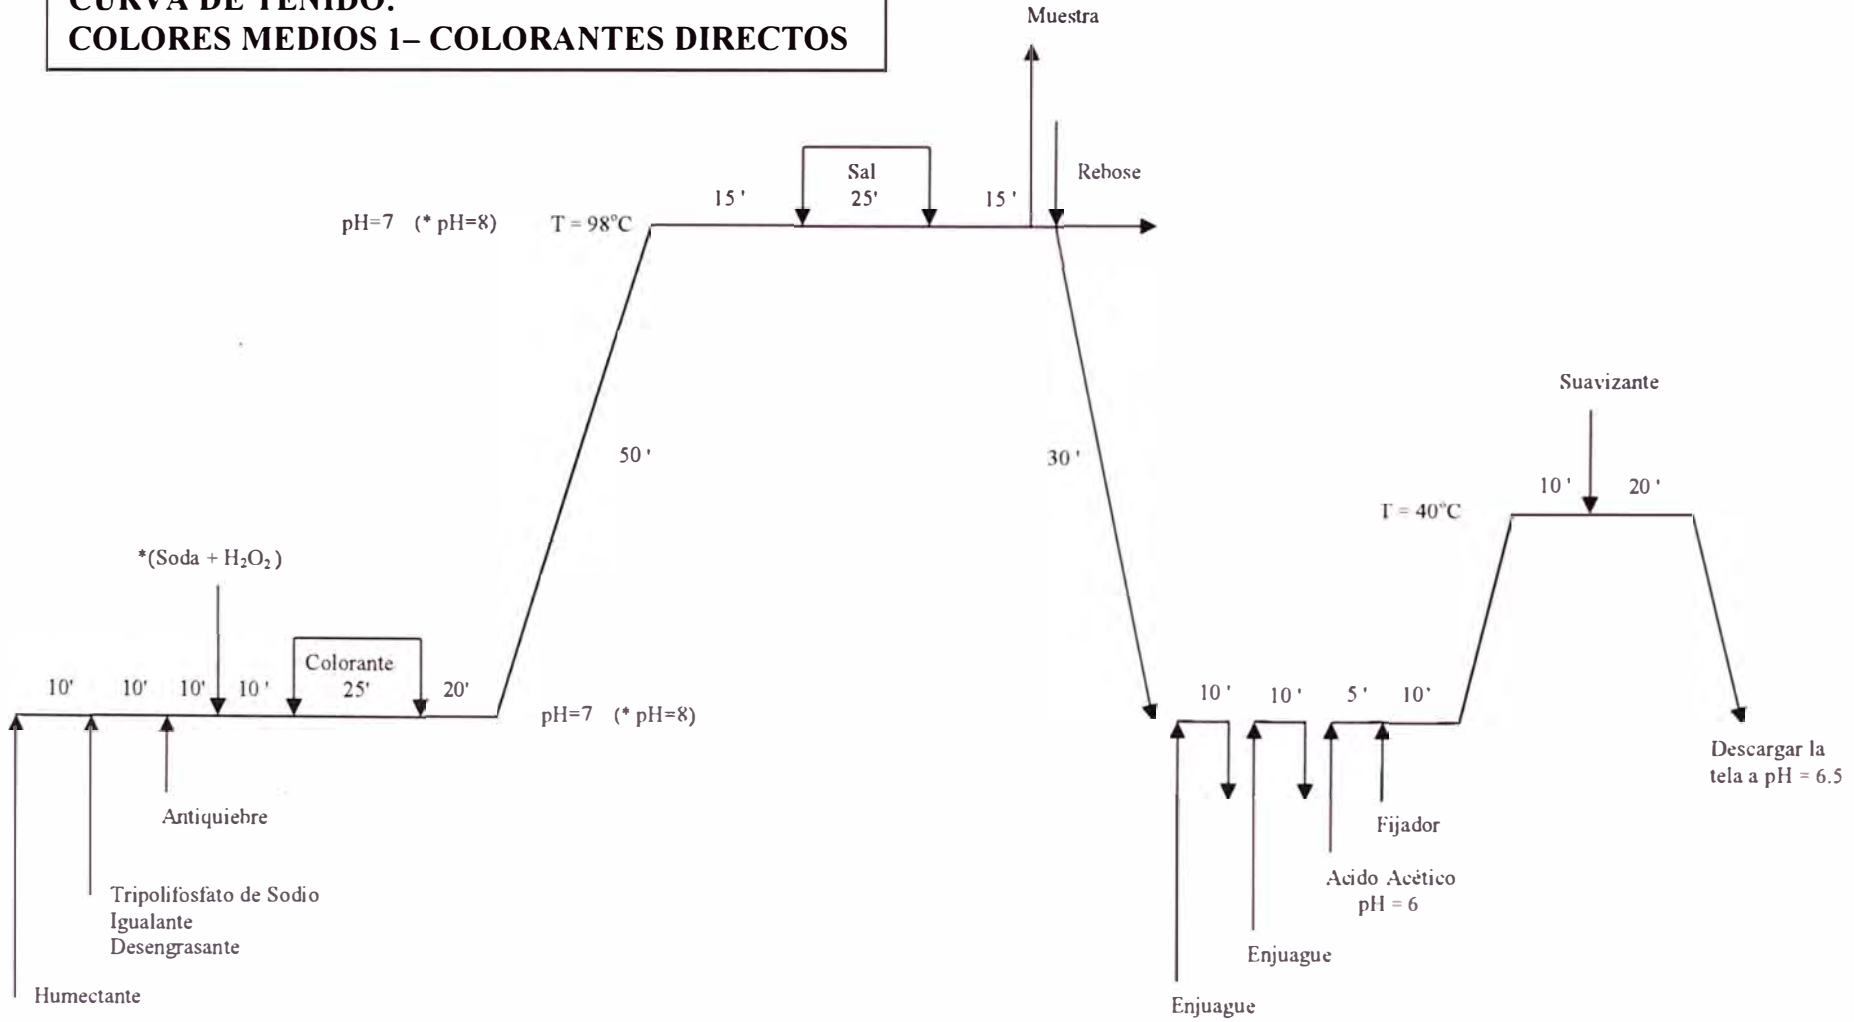 CURVA DE TEÑIDO:
COLORES MEDIOS 1– COLORANTES DIRECTOS
Muestra
Rebose
Sal
15 '
25'
15 '
pH=7 (* pH=8)
T = 98°C
50 '
30 '
Suavizante
10 '
20 '
T = 40°C
*(Soda + H₂O₂)
Colorante
10'
10'
10'
10 '
25'
20'
pH=7 (* pH=8)
10 '
10 '
5 '
10'
Descargar la
tela a pH = 6.5
Antiquiebre
Fijador
Tripolifosfato de Sodio
Igualante
Desengrasante
Acido Acético
pH = 6
Enjuague
Humectante
Enjuague